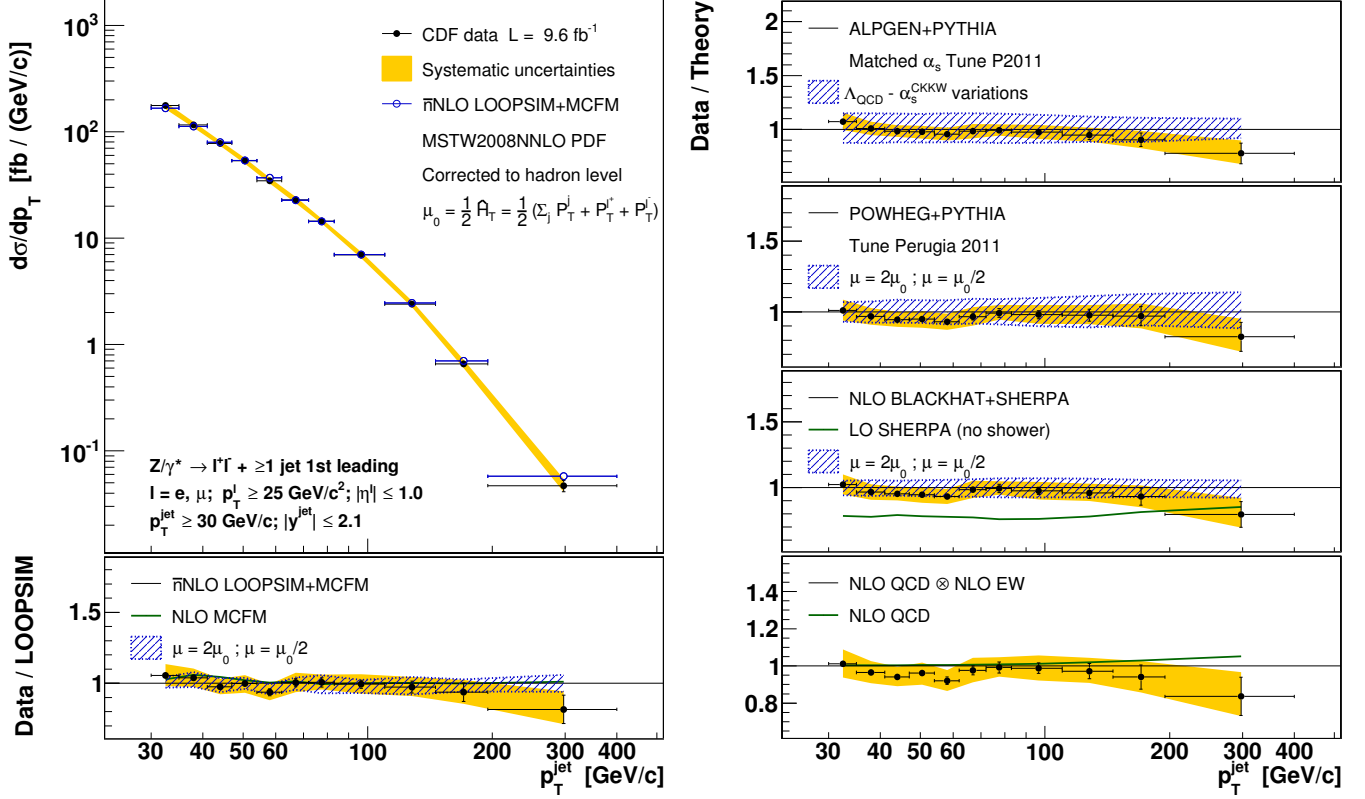 dσ/dp_T [fb / (GeV/c)]
10³
10²
10
1
10⁻¹
CDF data L = 9.6 fb⁻¹
Systematic uncertainties
n̄NLO LOOPSIM+MCFM
MSTW2008NNLO PDF
Corrected to hadron level
μ₀ = 1/2 Ĥ_T = 1/2 (Σ_j P_T^j + P_T^l⁺ + P_T^l⁻)
Z/γ* → l⁺l⁻ + ≥1 jet 1st leading
l = e, μ; p_T^l ≥ 25 GeV/c²; |η^l| ≤ 1.0
p_T^jet ≥ 30 GeV/c; |y^jet| ≤ 2.1
Data / LOOPSIM
1.5
1
n̄NLO LOOPSIM+MCFM
NLO MCFM
μ = 2μ₀ ; μ = μ₀/2
30 40 50 60 100 200 300 400
p_T^jet [GeV/c]
Data / Theory
2
1.5
1
ALPGEN+PYTHIA
Matched α_s Tune P2011
Λ_QCD - α_s^CKKW variations
1.5
1
POWHEG+PYTHIA
Tune Perugia 2011
μ = 2μ₀ ; μ = μ₀/2
1.5
1
NLO BLACKHAT+SHERPA
LO SHERPA (no shower)
μ = 2μ₀ ; μ = μ₀/2
1.4
1.2
1
0.8
NLO QCD ⊗ NLO EW
NLO QCD
30 40 50 60 100 200 300 400
p_T^jet [GeV/c]